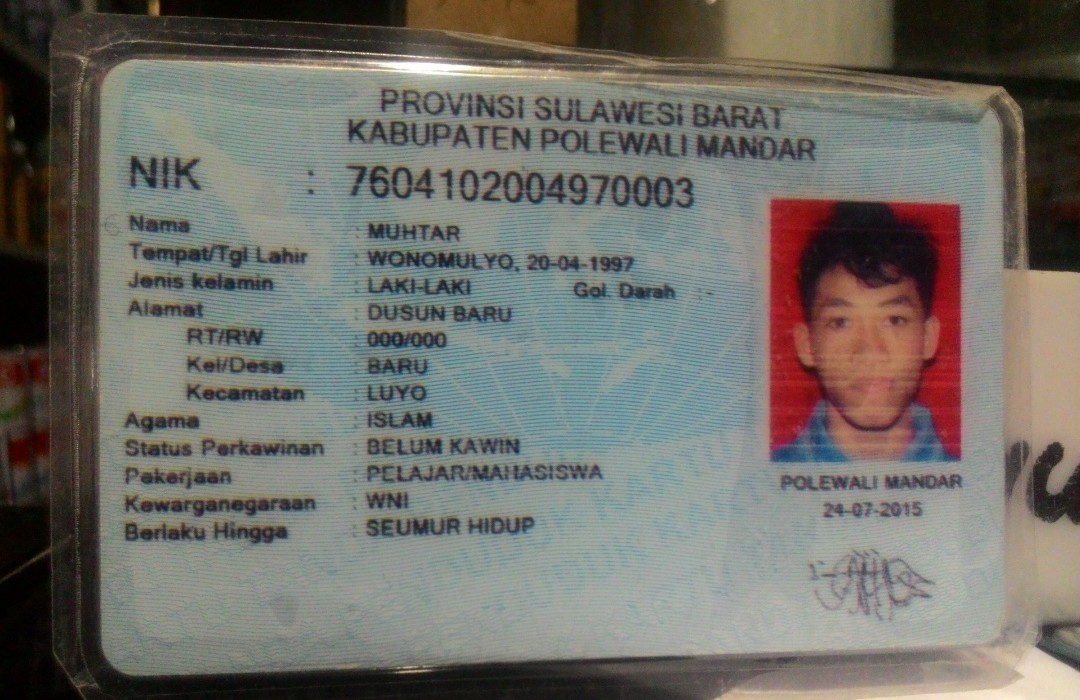 PROVINSI SULAWESI BARAT
KABUPATEN POLEWALI MANDAR
NIK : 7604102004970003
Nama : MUHTAR
Tempat/Tgl Lahir : WONOMULYO, 20-04-1997
Jenis kelamin : LAKI-LAKI Gol. Darah :-
Alamat : DUSUN BARU
RT/RW : 000/000
Kel/Desa : BARU
Kecamatan : LUYO
Agama : ISLAM
Status Perkawinan : BELUM KAWIN
Pekerjaan : PELAJAR/MAHASISWA
Kewarganegaraan : WNI
Berlaku Hingga : SEUMUR HIDUP
POLEWALI MANDAR
24-07-2015